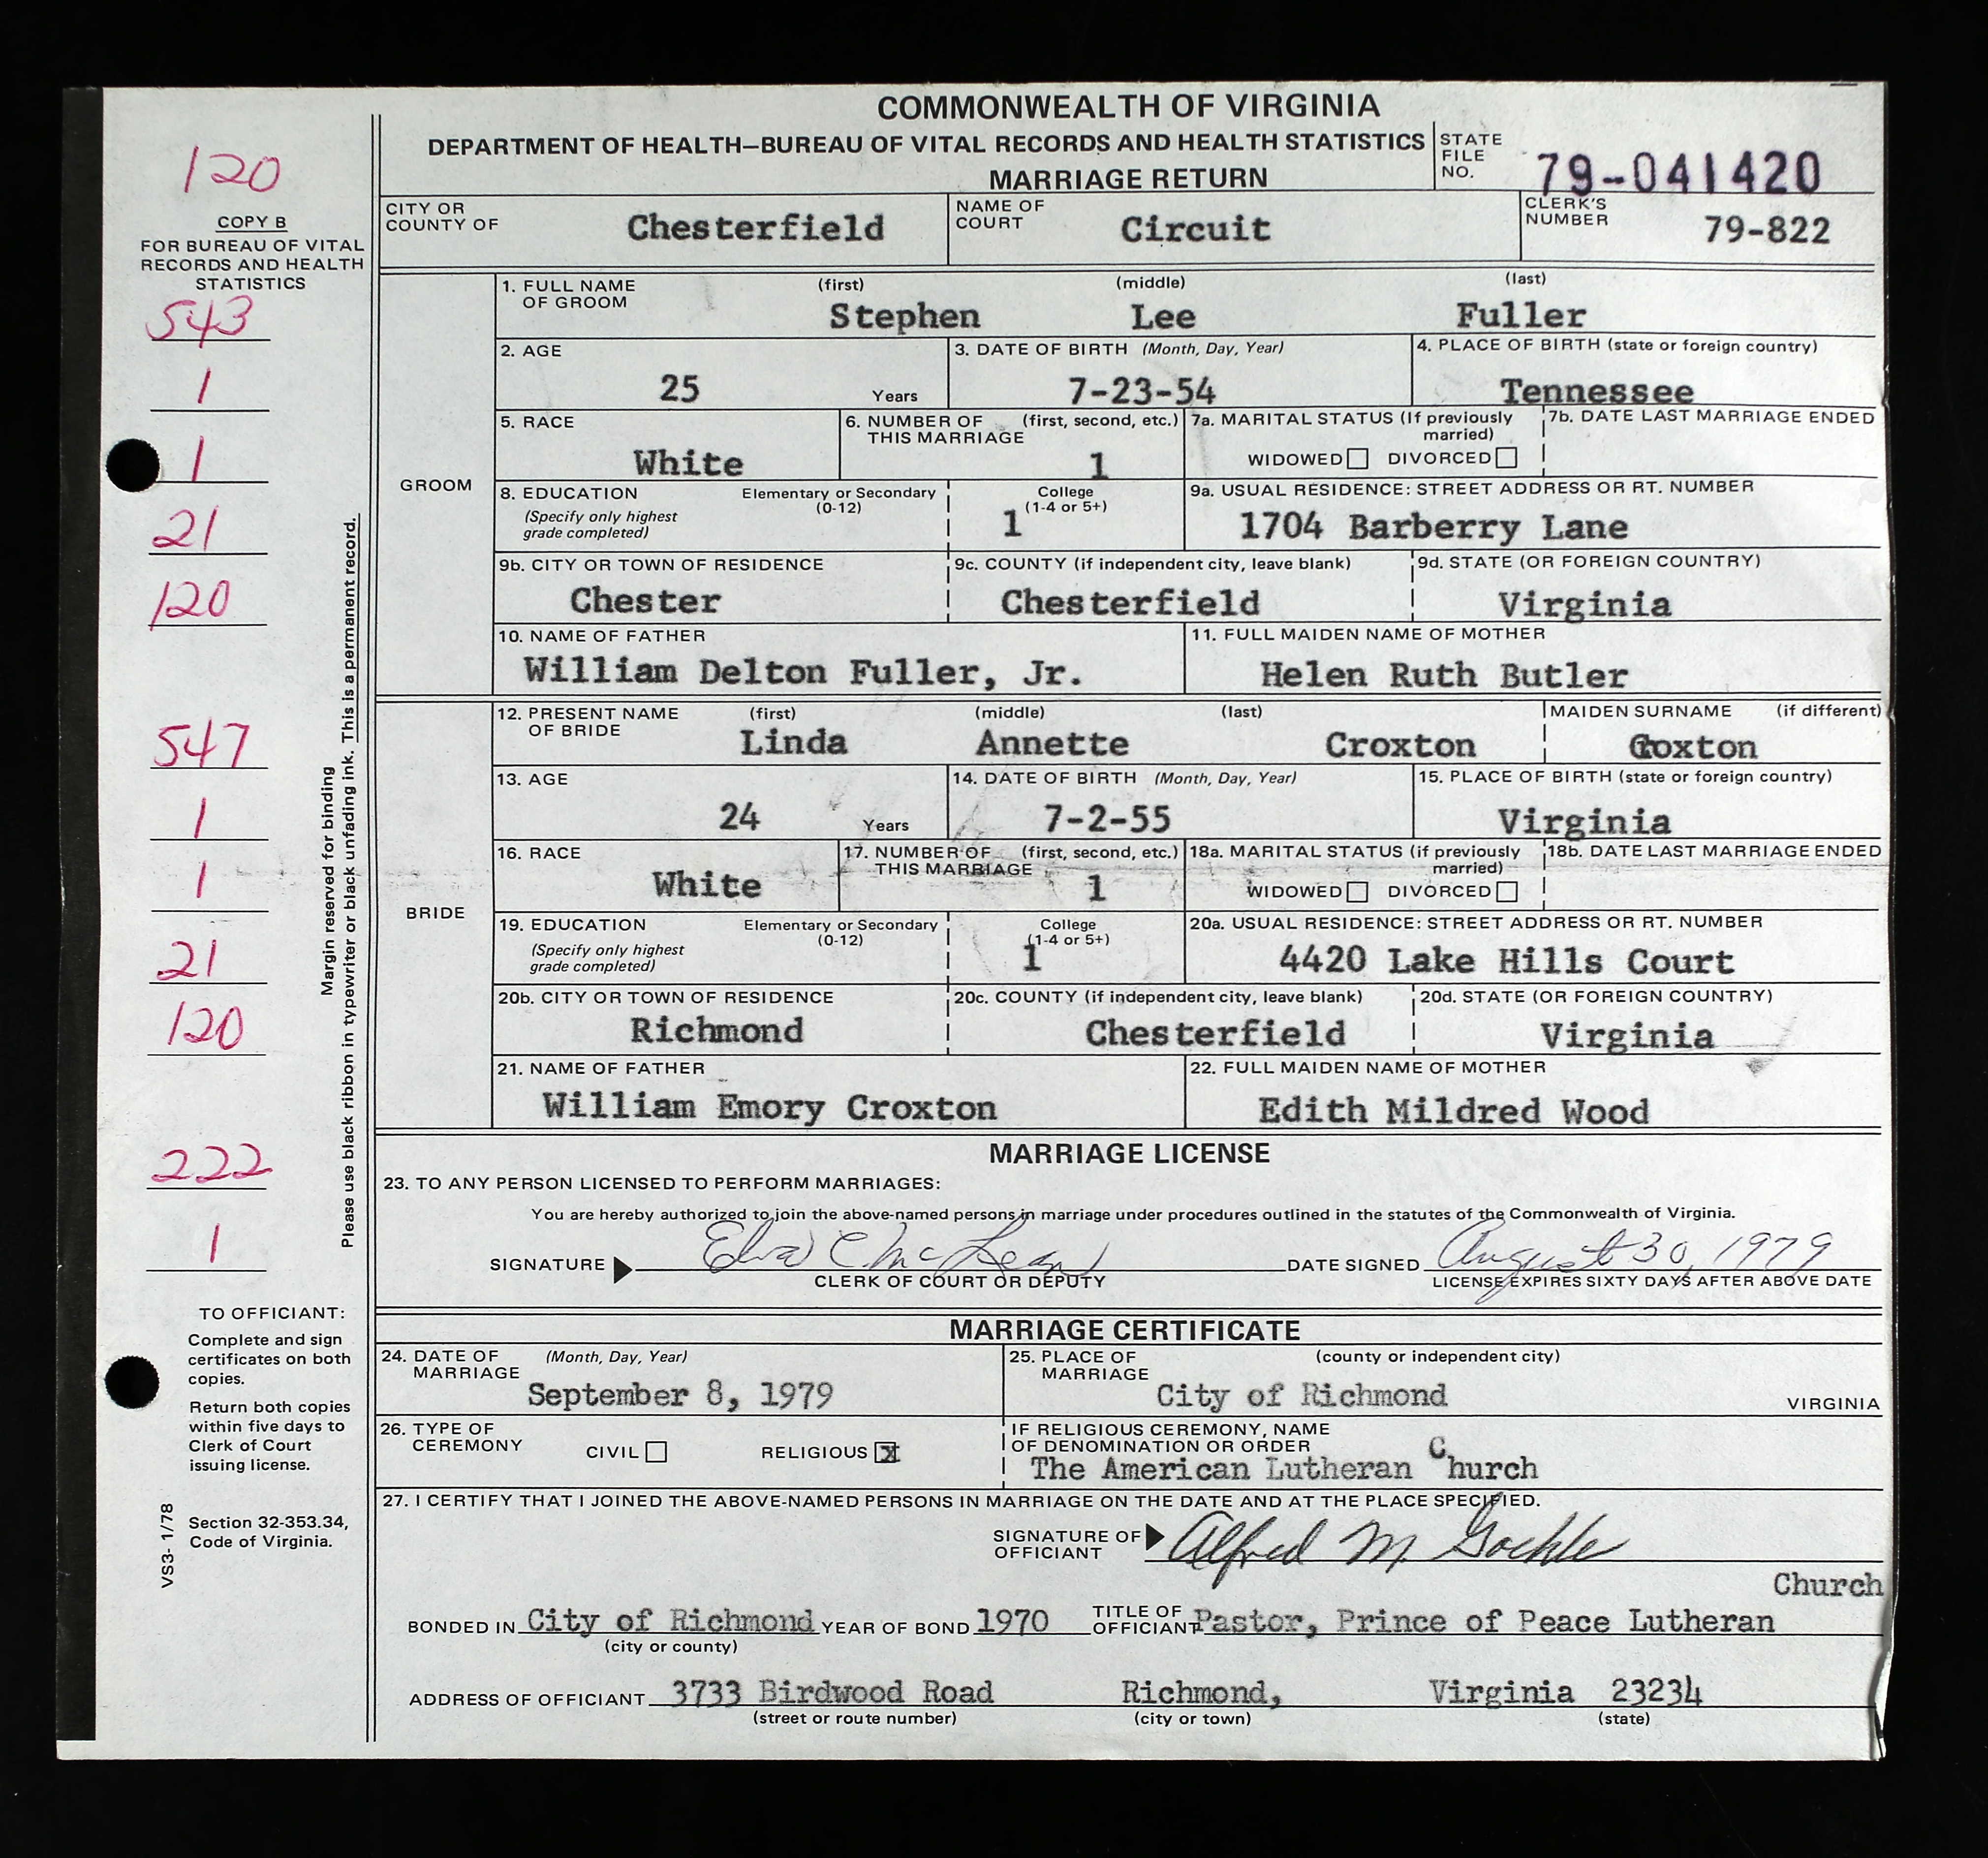 COMMONWEALTH OF VIRGINIA
DEPARTMENT OF HEALTH—BUREAU OF VITAL RECORDS AND HEALTH STATISTICS
MARRIAGE RETURN
STATE FILE NO. 79-041420
CITY OR COUNTY OF Chesterfield
NAME OF COURT Circuit
CLERK'S NUMBER 79-822
120
COPY B
FOR BUREAU OF VITAL
RECORDS AND HEALTH
STATISTICS
543
1
1
21
120
547
1
1
21
120
222
1
Margin reserved for binding
Please use black ribbon in typewriter or black unfading ink. This is a permanent record.
TO OFFICIANT:
Complete and sign
certificates on both
copies.
Return both copies
within five days to
Clerk of Court
issuing license.
Section 32-353.34,
Code of Virginia.
VS3- 1/78
GROOM
1. FULL NAME OF GROOM (first) (middle) (last)
Stephen Lee Fuller
2. AGE 25 Years
3. DATE OF BIRTH (Month, Day, Year) 7-23-54
4. PLACE OF BIRTH (state or foreign country) Tennessee
5. RACE White
6. NUMBER OF THIS MARRIAGE (first, second, etc.) 1
7a. MARITAL STATUS (If previously married)
WIDOWED DIVORCED
7b. DATE LAST MARRIAGE ENDED
8. EDUCATION (Specify only highest grade completed) Elementary or Secondary (0-12) College (1-4 or 5+) 1
9a. USUAL RESIDENCE: STREET ADDRESS OR RT. NUMBER
1704 Barberry Lane
9b. CITY OR TOWN OF RESIDENCE Chester
9c. COUNTY (if independent city, leave blank) Chesterfield
9d. STATE (OR FOREIGN COUNTRY) Virginia
10. NAME OF FATHER
William Delton Fuller, Jr.
11. FULL MAIDEN NAME OF MOTHER
Helen Ruth Butler
BRIDE
12. PRESENT NAME OF BRIDE (first) (middle) (last) MAIDEN SURNAME (if different)
Linda Annette Croxton Croxton
13. AGE 24 Years
14. DATE OF BIRTH (Month, Day, Year) 7-2-55
15. PLACE OF BIRTH (state or foreign country) Virginia
16. RACE White
17. NUMBER OF THIS MARRIAGE (first, second, etc.) 1
18a. MARITAL STATUS (if previously married)
WIDOWED DIVORCED
18b. DATE LAST MARRIAGE ENDED
19. EDUCATION (Specify only highest grade completed) Elementary or Secondary (0-12) College (1-4 or 5+) 1
20a. USUAL RESIDENCE: STREET ADDRESS OR RT. NUMBER
4420 Lake Hills Court
20b. CITY OR TOWN OF RESIDENCE Richmond
20c. COUNTY (if independent city, leave blank) Chesterfield
20d. STATE (OR FOREIGN COUNTRY) Virginia
21. NAME OF FATHER
William Emory Croxton
22. FULL MAIDEN NAME OF MOTHER
Edith Mildred Wood
MARRIAGE LICENSE
23. TO ANY PERSON LICENSED TO PERFORM MARRIAGES:
You are hereby authorized to join the above-named persons in marriage under procedures outlined in the statutes of the Commonwealth of Virginia.
SIGNATURE Elva C. McLean DATE SIGNED August 30, 1979
CLERK OF COURT OR DEPUTY LICENSE EXPIRES SIXTY DAYS AFTER ABOVE DATE
MARRIAGE CERTIFICATE
24. DATE OF MARRIAGE (Month, Day, Year) September 8, 1979
25. PLACE OF MARRIAGE (county or independent city) City of Richmond VIRGINIA
26. TYPE OF CEREMONY CIVIL RELIGIOUS X
IF RELIGIOUS CEREMONY, NAME
OF DENOMINATION OR ORDER
The American Lutheran Church
27. I CERTIFY THAT I JOINED THE ABOVE-NAMED PERSONS IN MARRIAGE ON THE DATE AND AT THE PLACE SPECIFIED.
SIGNATURE OF OFFICIANT Alfred M.
Church
BONDED IN City of Richmond YEAR OF BOND 1970 TITLE OF OFFICIANT Pastor, Prince of Peace Lutheran
(city or county)
ADDRESS OF OFFICIANT 3733 Birdwood Road Richmond, Virginia 23234
(street or route number) (city or town) (state)